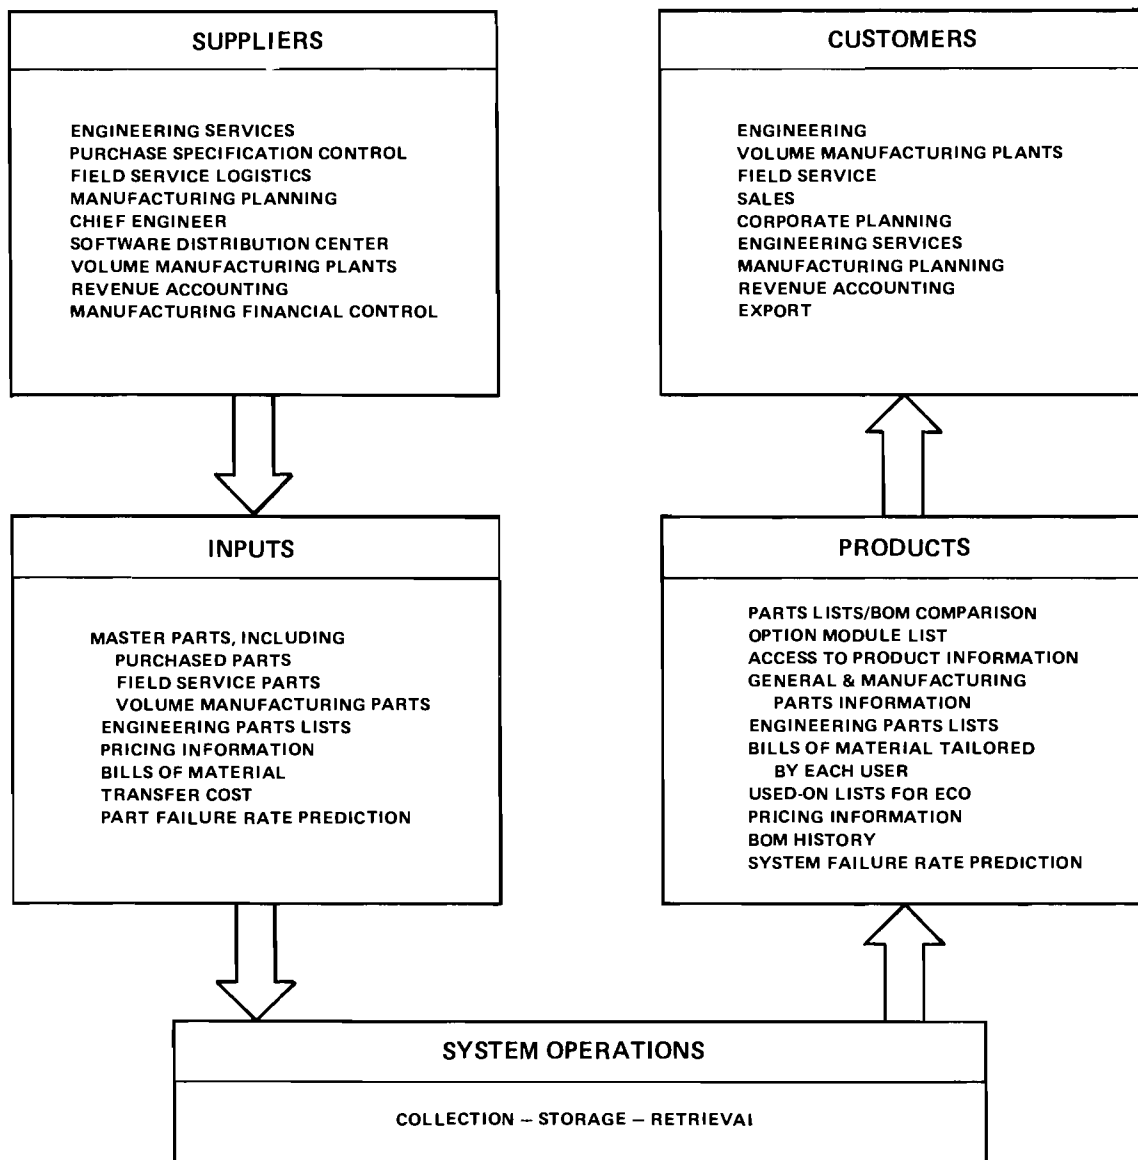 SUPPLIERS
ENGINEERING SERVICES
PURCHASE SPECIFICATION CONTROL
FIELD SERVICE LOGISTICS
MANUFACTURING PLANNING
CHIEF ENGINEER
SOFTWARE DISTRIBUTION CENTER
VOLUME MANUFACTURING PLANTS
REVENUE ACCOUNTING
MANUFACTURING FINANCIAL CONTROL
CUSTOMERS
ENGINEERING
VOLUME MANUFACTURING PLANTS
FIELD SERVICE
SALES
CORPORATE PLANNING
ENGINEERING SERVICES
MANUFACTURING PLANNING
REVENUE ACCOUNTING
EXPORT
INPUTS
MASTER PARTS, INCLUDING
PURCHASED PARTS
FIELD SERVICE PARTS
VOLUME MANUFACTURING PARTS
ENGINEERING PARTS LISTS
PRICING INFORMATION
BILLS OF MATERIAL
TRANSFER COST
PART FAILURE RATE PREDICTION
PRODUCTS
PARTS LISTS/BOM COMPARISON
OPTION MODULE LIST
ACCESS TO PRODUCT INFORMATION
GENERAL & MANUFACTURING
PARTS INFORMATION
ENGINEERING PARTS LISTS
BILLS OF MATERIAL TAILORED
BY EACH USER
USED-ON LISTS FOR ECO
PRICING INFORMATION
BOM HISTORY
SYSTEM FAILURE RATE PREDICTION
SYSTEM OPERATIONS
COLLECTION – STORAGE – RETRIEVAL